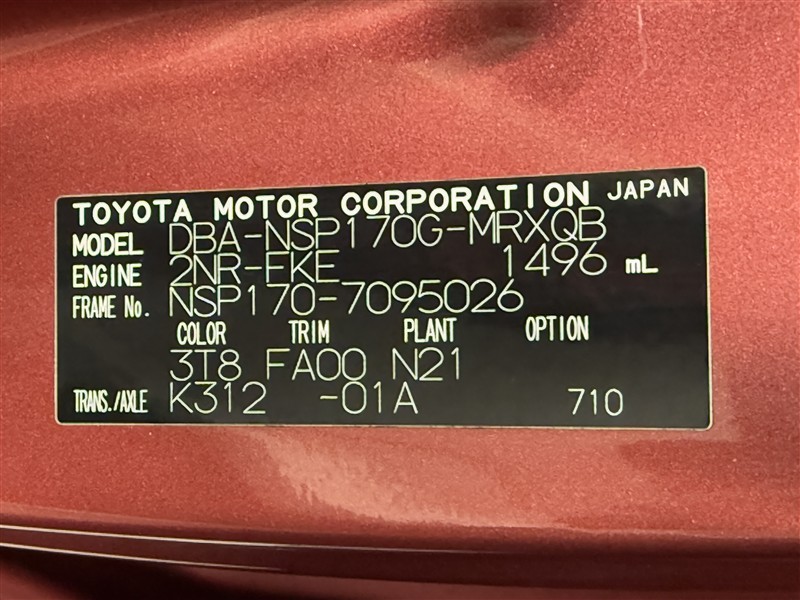 TOYOTA MOTOR CORPORATION JAPAN
MODEL DBA-NSP170G-MRXQB
ENGINE 2NR-FKE 1496 mL
FRAME No. NSP170-7095026
COLOR TRIM PLANT OPTION
3T8 FA00 N21
TRANS./AXLE K312 -01A 710